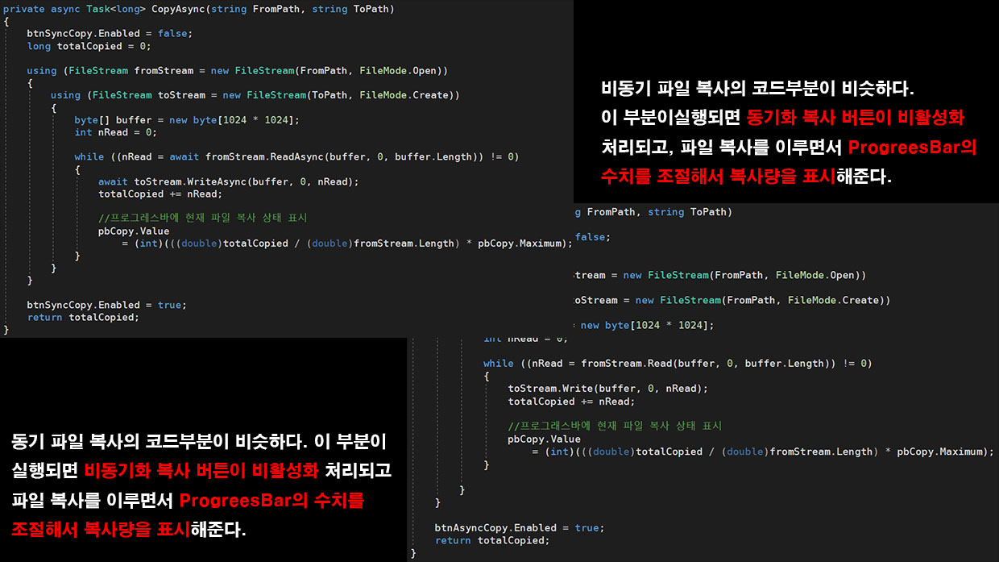 private async Task<long> CopyAsync(string FromPath, string ToPath)
{
btnSyncCopy.Enabled = false;
long totalCopied = 0;
using (FileStream fromStream = new FileStream(FromPath, FileMode.Open))
{
using (FileStream toStream = new FileStream(ToPath, FileMode.Create))
{
byte[] buffer = new byte[1024 * 1024];
int nRead = 0;
while ((nRead = await fromStream.ReadAsync(buffer, 0, buffer.Length)) != 0)
{
await toStream.WriteAsync(buffer, 0, nRead);
totalCopied += nRead;
//프로그레스바에 현재 파일 복사 상태 표시
pbCopy.Value
= (int)(((double)totalCopied / (double)fromStream.Length) * pbCopy.Maximum);
}
}
}
btnSyncCopy.Enabled = true;
return totalCopied;
}
비동기 파일 복사의 코드부분이 비슷하다.
이 부분이실행되면 동기화 복사 버튼이 비활성화
처리되고, 파일 복사를 이루면서 ProgreesBar의
수치를 조절해서 복사량을 표시해준다.
g FromPath, string ToPath)
false;
tream = new FileStream(FromPath, FileMode.Open))
oStream = new FileStream(FromPath, FileMode.Create))
= new byte[1024 * 1024];
int nRead = 0;
while ((nRead = fromStream.Read(buffer, 0, buffer.Length)) != 0)
{
toStream.Write(buffer, 0, nRead);
totalCopied += nRead;
//프로그래스바에 현재 파일 복사 상태 표시
pbCopy.Value
= (int)(((double)totalCopied / (double)fromStream.Length) * pbCopy.Maximum);
}
}
}
btnAsyncCopy.Enabled = true;
return totalCopied;
}
동기 파일 복사의 코드부분이 비슷하다. 이 부분이
실행되면 비동기화 복사 버튼이 비활성화 처리되고
파일 복사를 이루면서 ProgreesBar의 수치를
조절해서 복사량을 표시해준다.